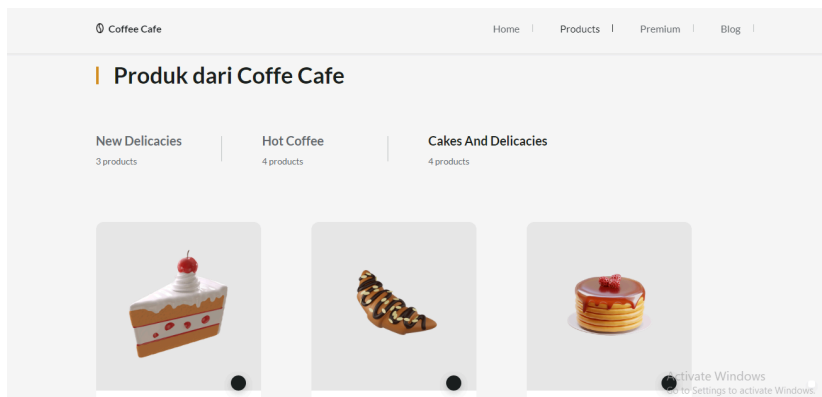 Coffee Cafe
Home
Products
Premium
Blog
Produk dari Coffe Cafe
New Delicacies
3 products
Hot Coffee
4 products
Cakes And Delicacies
4 products
Activate Windows
Go to Settings to activate Windows.